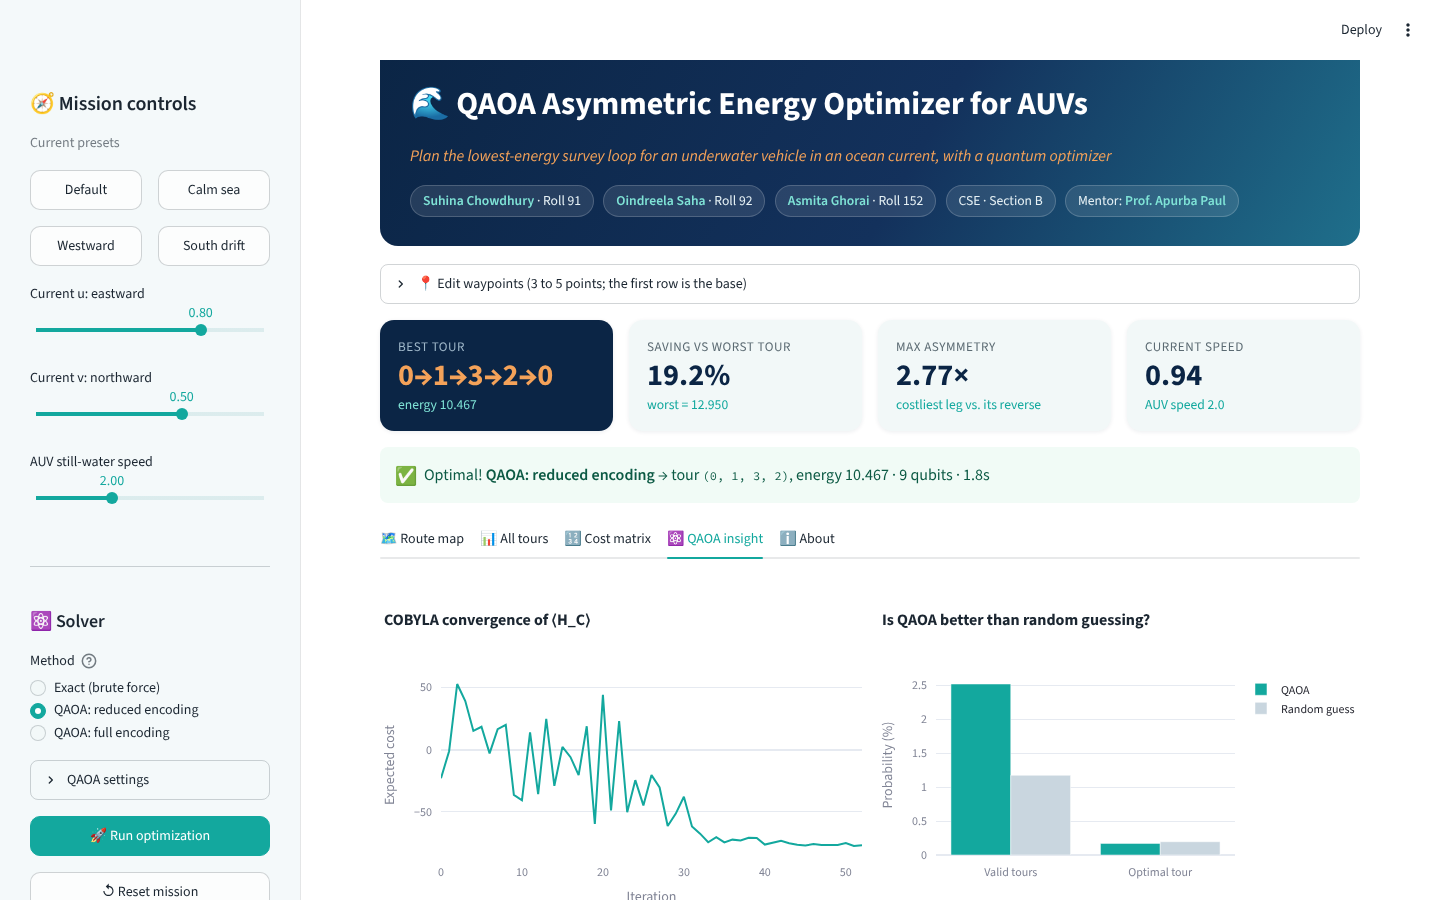 Deploy
🧭 Mission controls
Current presets
Default
Calm sea
Westward
South drift
Current u: eastward
0.80
Current v: northward
0.50
AUV still-water speed
2.00
⚛️ Solver
Method
Exact (brute force)
QAOA: reduced encoding
QAOA: full encoding
QAOA settings
🚀 Run optimization
↺ Reset mission
🌊 QAOA Asymmetric Energy Optimizer for AUVs
Plan the lowest-energy survey loop for an underwater vehicle in an ocean current, with a quantum optimizer
Suhina Chowdhury · Roll 91
Oindreela Saha · Roll 92
Asmita Ghorai · Roll 152
CSE · Section B
Mentor: Prof. Apurba Paul
📍 Edit waypoints (3 to 5 points; the first row is the base)
BEST TOUR
0→1→3→2→0
energy 10.467
SAVING VS WORST TOUR
19.2%
worst = 12.950
MAX ASYMMETRY
2.77×
costliest leg vs. its reverse
CURRENT SPEED
0.94
AUV speed 2.0
✅ Optimal! QAOA: reduced encoding → tour (0, 1, 3, 2), energy 10.467 · 9 qubits · 1.8s
🗺️ Route map
📊 All tours
🔢 Cost matrix
⚛️ QAOA insight
ℹ️ About
COBYLA convergence of ⟨H_C⟩
Expected cost
50
0
−50
0 10 20 30 40 50
Iteration
Is QAOA better than random guessing?
Probability (%)
2.5
2
1.5
1
0.5
0
Valid tours
Optimal tour
QAOA
Random guess